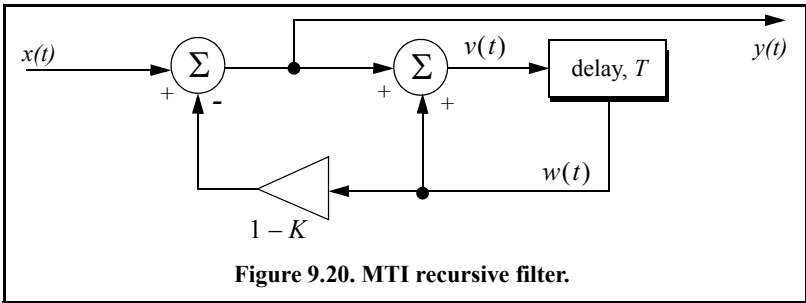 x(t)
Σ
+
-
Σ
+
+
v(t)
delay, T
y(t)
w(t)
1 – K
Figure 9.20. MTI recursive filter.